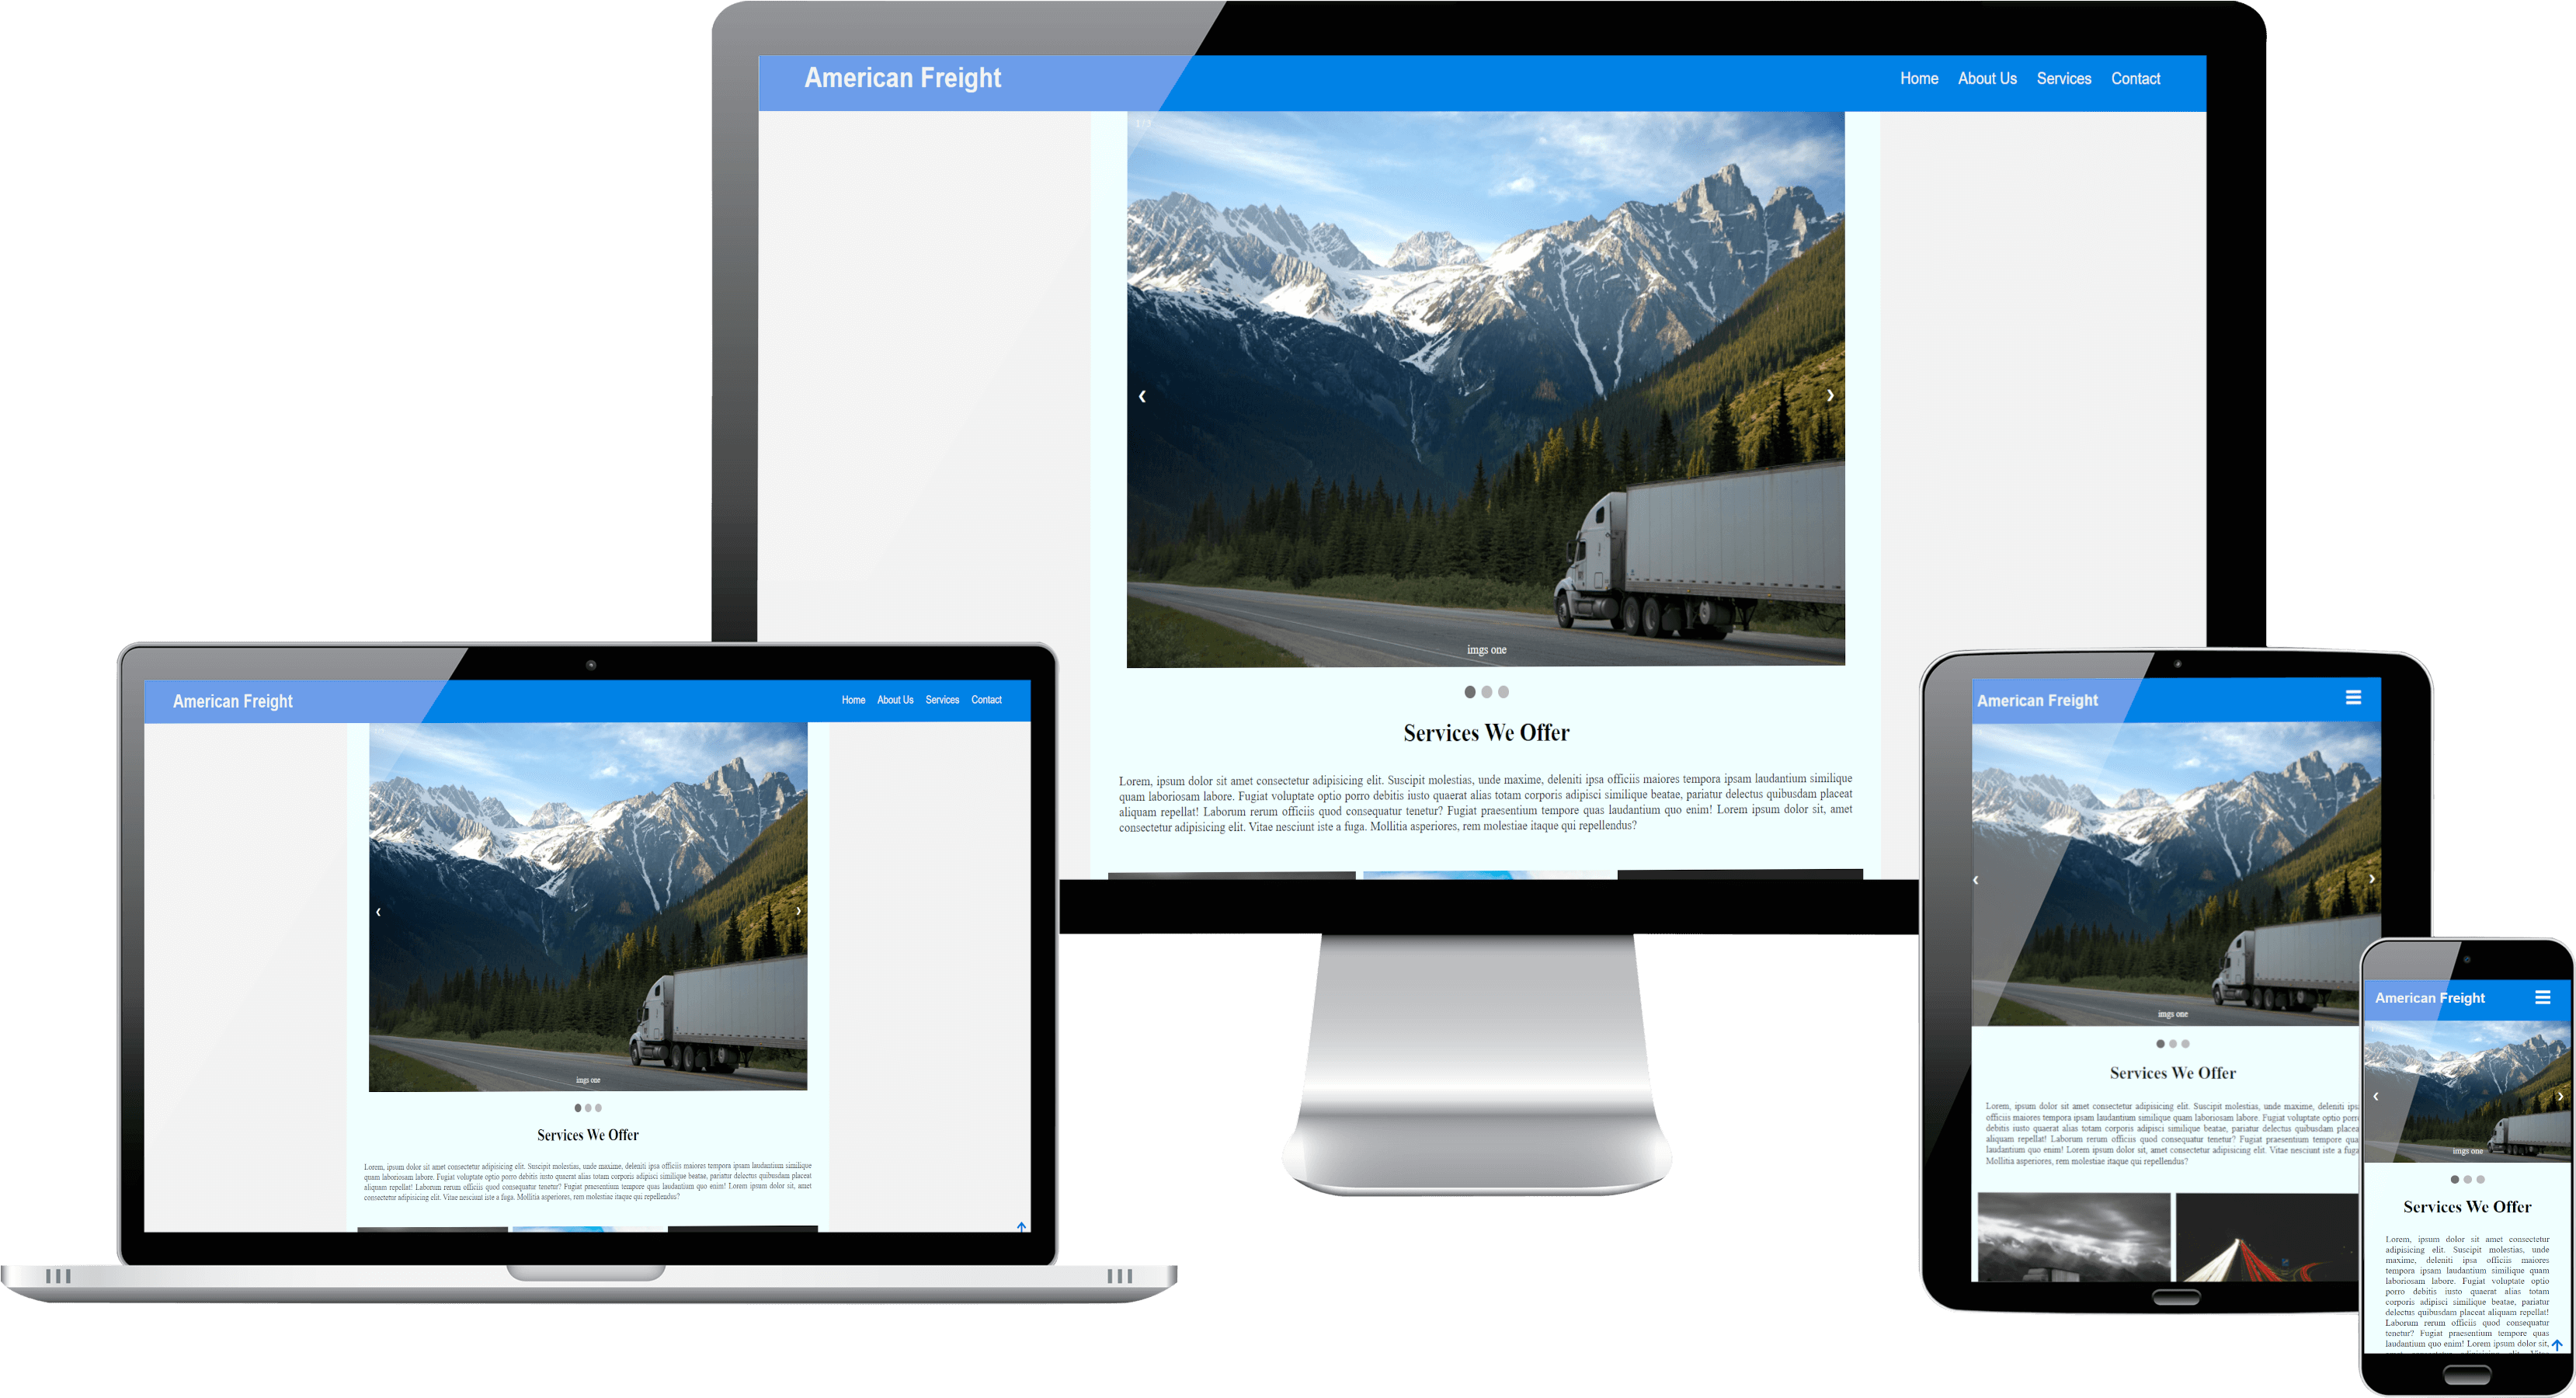 American Freight
Home About Us Services Contact
imgs one
Services We Offer
Lorem, ipsum dolor sit amet consectetur adipisicing elit. Suscipit molestias, unde maxime, deleniti ipsa officiis maiores tempora ipsam laudantium similique
quam laboriosam labore. Fugiat voluptate optio porro debitis iusto quaerat alias totam corporis adipisci similique beatae, pariatur delectus quibusdam placeat
aliquam repellat! Laborum rerum officiis quod consequatur tenetur? Fugiat praesentium tempore quas laudantium quo enim! Lorem ipsum dolor sit, amet
consectetur adipisicing elit. Vitae nesciunt iste a fuga. Mollitia asperiores, rem molestiae itaque qui repellendus?
American Freight
Home About Us Services Contact
imgs one
Services We Offer
Lorem, ipsum dolor sit amet consectetur adipisicing elit. Suscipit molestias, unde maxime, deleniti ipsa officiis maiores tempora ipsam laudantium similique
quam laboriosam labore. Fugiat voluptate optio porro debitis iusto quaerat alias totam corporis adipisci similique beatae, pariatur delectus quibusdam placeat
aliquam repellat! Laborum rerum officiis quod consequatur tenetur? Fugiat praesentium tempore quas laudantium quo enim! Lorem ipsum dolor sit, amet
consectetur adipisicing elit. Vitae nesciunt iste a fuga. Mollitia asperiores, rem molestiae itaque qui repellendus?
American Freight
imgs one
Services We Offer
Lorem, ipsum dolor sit amet consectetur adipisicing elit. Suscipit molestias, unde maxime, deleniti
officiis maiores tempora ipsam laudantium similique quam laboriosam labore. Fugiat voluptate optio
debitis iusto quaerat alias totam corporis adipisci similique beatae, pariatur delectus quibusdam
aliquam repellat! Laborum rerum officiis quod consequatur tenetur? Fugiat praesentium tempore
laudantium quo enim! Lorem ipsum dolor sit, amet consectetur adipisicing elit. Vitae nesciunt iste a
Mollitia asperiores, rem molestiae itaque qui repellendus?
American Freight
imgs one
Services We Offer
Lorem, ipsum dolor sit amet consectetur
adipisicing elit. Suscipit molestias, unde
maxime, deleniti ipsa officiis maiores
tempora ipsam laudantium similique quam
laboriosam labore. Fugiat voluptate optio
porro debitis iusto quaerat alias totam
corporis adipisci similique beatae, pariatur
delectus quibusdam placeat aliquam repellat!
Laborum rerum officiis quod consequatur
tenetur? Fugiat praesentium tempore quas
laudantium quo enim! Lorem ipsum dolor sit,